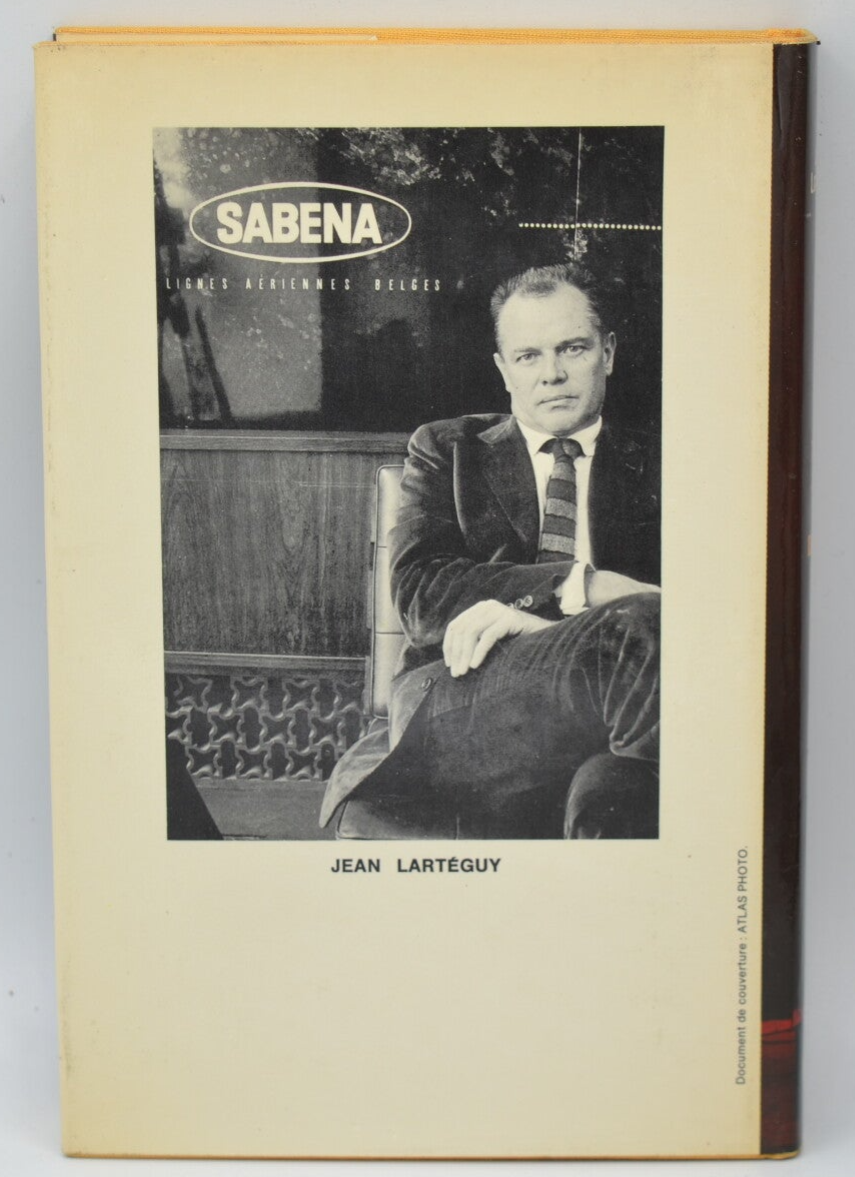 SABENA
LIGNES AÉRIENNES BELGES
JEAN LARTÉGUY
Document de couverture : ATLAS PHOTO.